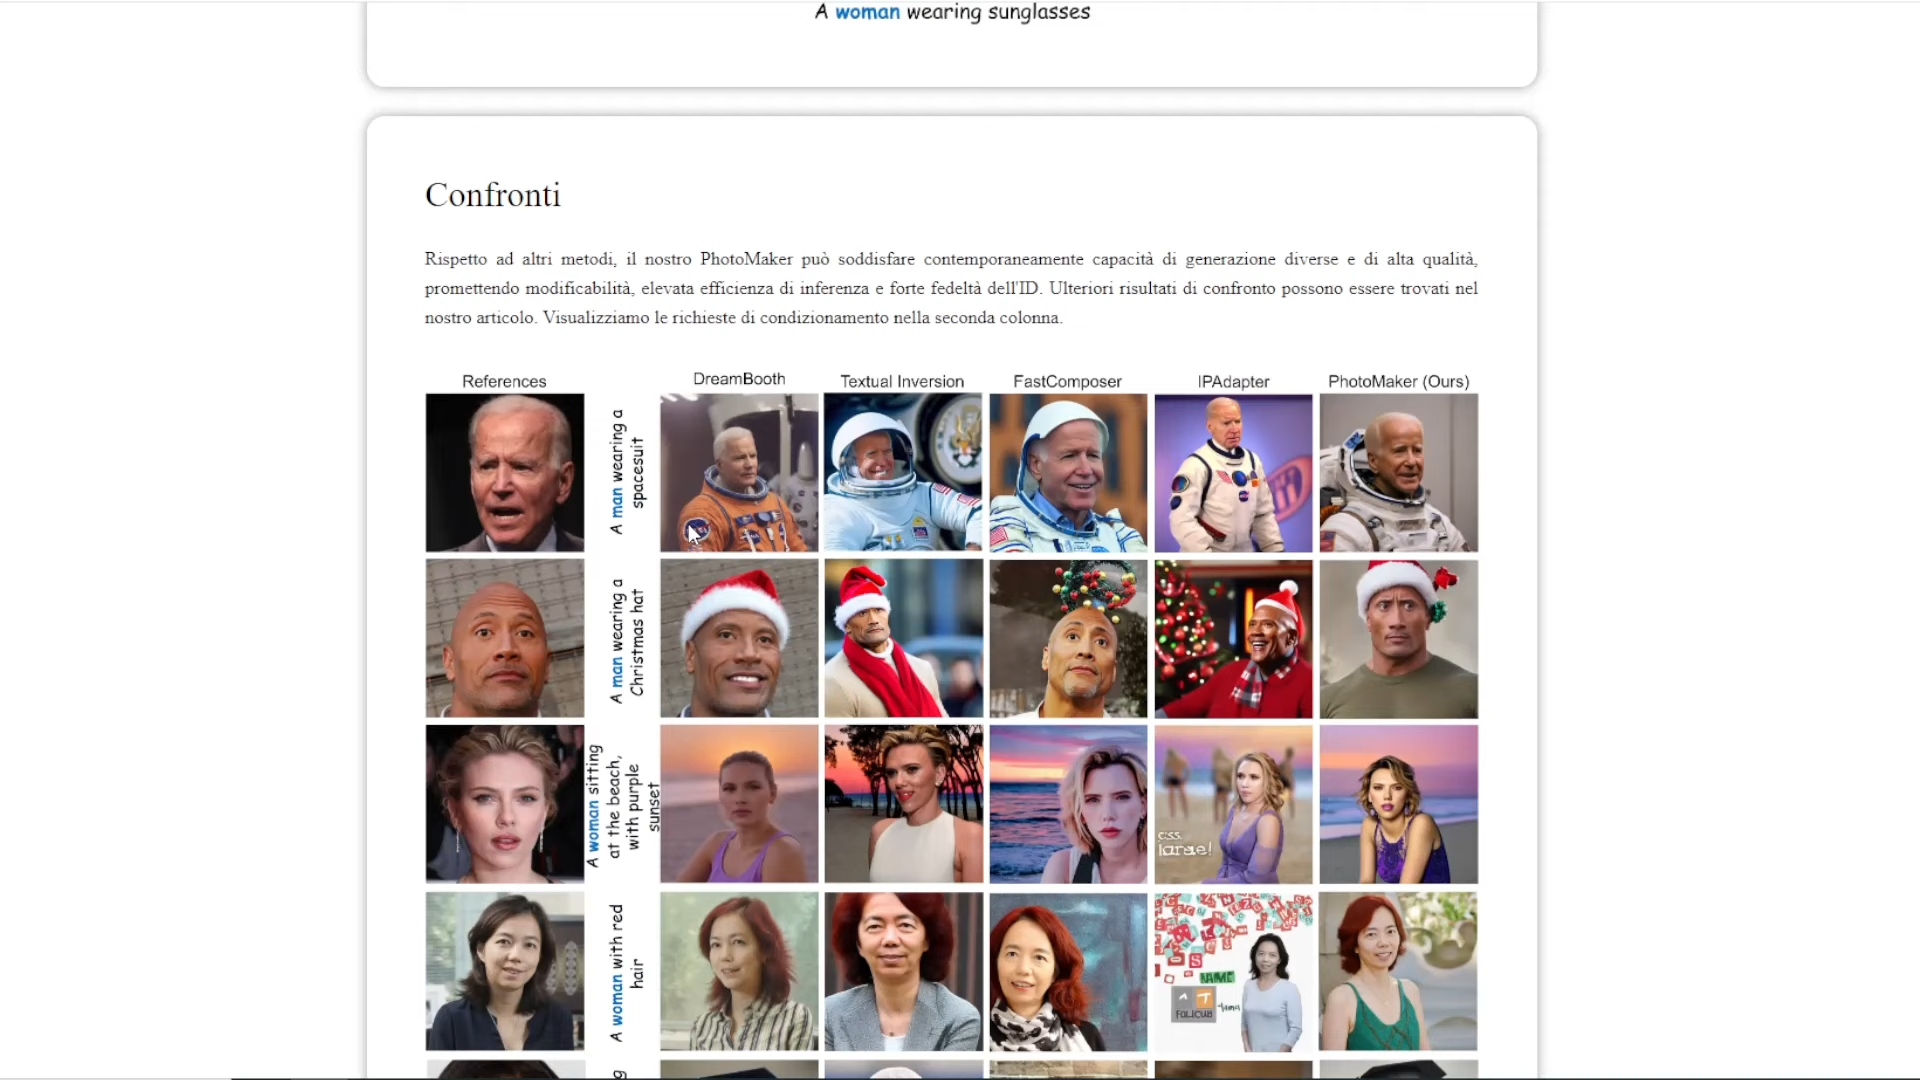 A woman wearing sunglasses
Confronti
Rispetto ad altri metodi, il nostro PhotoMaker può soddisfare contemporaneamente capacità di generazione diverse e di alta qualità,
promettendo modificabilità, elevata efficienza di inferenza e forte fedeltà dell'ID. Ulteriori risultati di confronto possono essere trovati nel
nostro articolo. Visualizziamo le richieste di condizionamento nella seconda colonna.
References
DreamBooth
Textual Inversion
FastComposer
IPAdapter
PhotoMaker (Ours)
A man wearing a
spacesuit
A man wearing a
Christmas hat
A woman sitting
at the beach,
with purple
sunset
A woman with red
hair